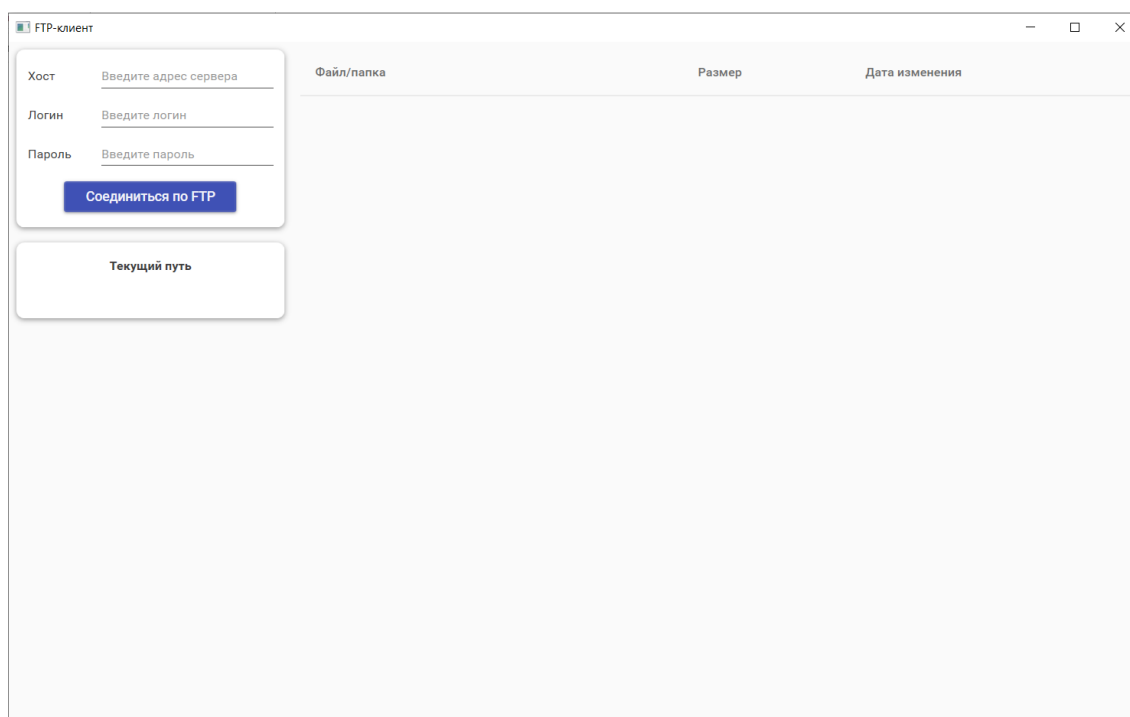 FTP-клиент
Хост Введите адрес сервера
Логин Введите логин
Пароль Введите пароль
Соединиться по FTP
Текущий путь
Файл/папка Размер Дата изменения